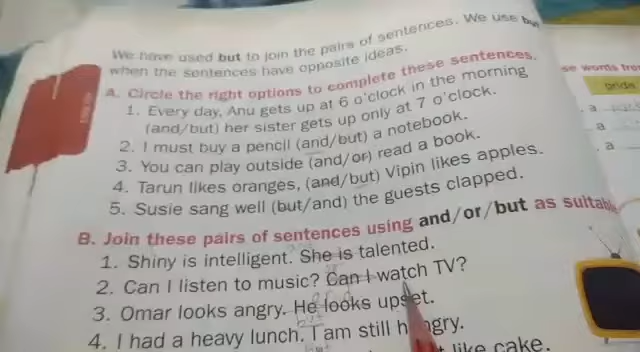 We have used but to join the pairs of sentences. We use but
when the sentences have opposite ideas.
A. Circle the right options to complete these sentences.
1. Every day, Anu gets up at 6 o'clock in the morning
(and/but) her sister gets up only at 7 o'clock.
2. I must buy a pencil (and/but) a notebook.
3. You can play outside (and/or) read a book.
4. Tarun likes oranges, (and/but) Vipin likes apples.
5. Susie sang well (but/and) the guests clapped.
B. Join these pairs of sentences using and/or/but as suitable
1. Shiny is intelligent. She is talented.
2. Can I listen to music? Can I watch TV?
3. Omar looks angry. He looks upset.
but
4. I had a heavy lunch. I am still hungry.
like cake.
se words from
pride
a
a
a